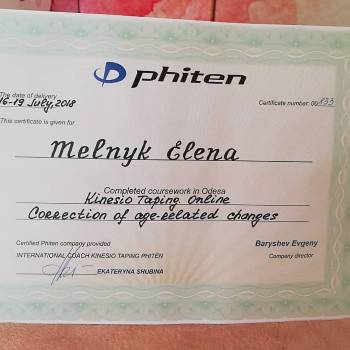 phiten
The date of delivery
16-19 July, 2018
Certificate number: 00133
This certificate is given for
Melnyk Elena
Completed coursework in Odesa
Kinesio Taping Online
Correction of age-related changes
Certified Phiten company provided
Baryshev Evgeny
INTERNATIONAL COACH KINESIO TAPING PHITEN
Company director
EKATERYNA SHUBINA